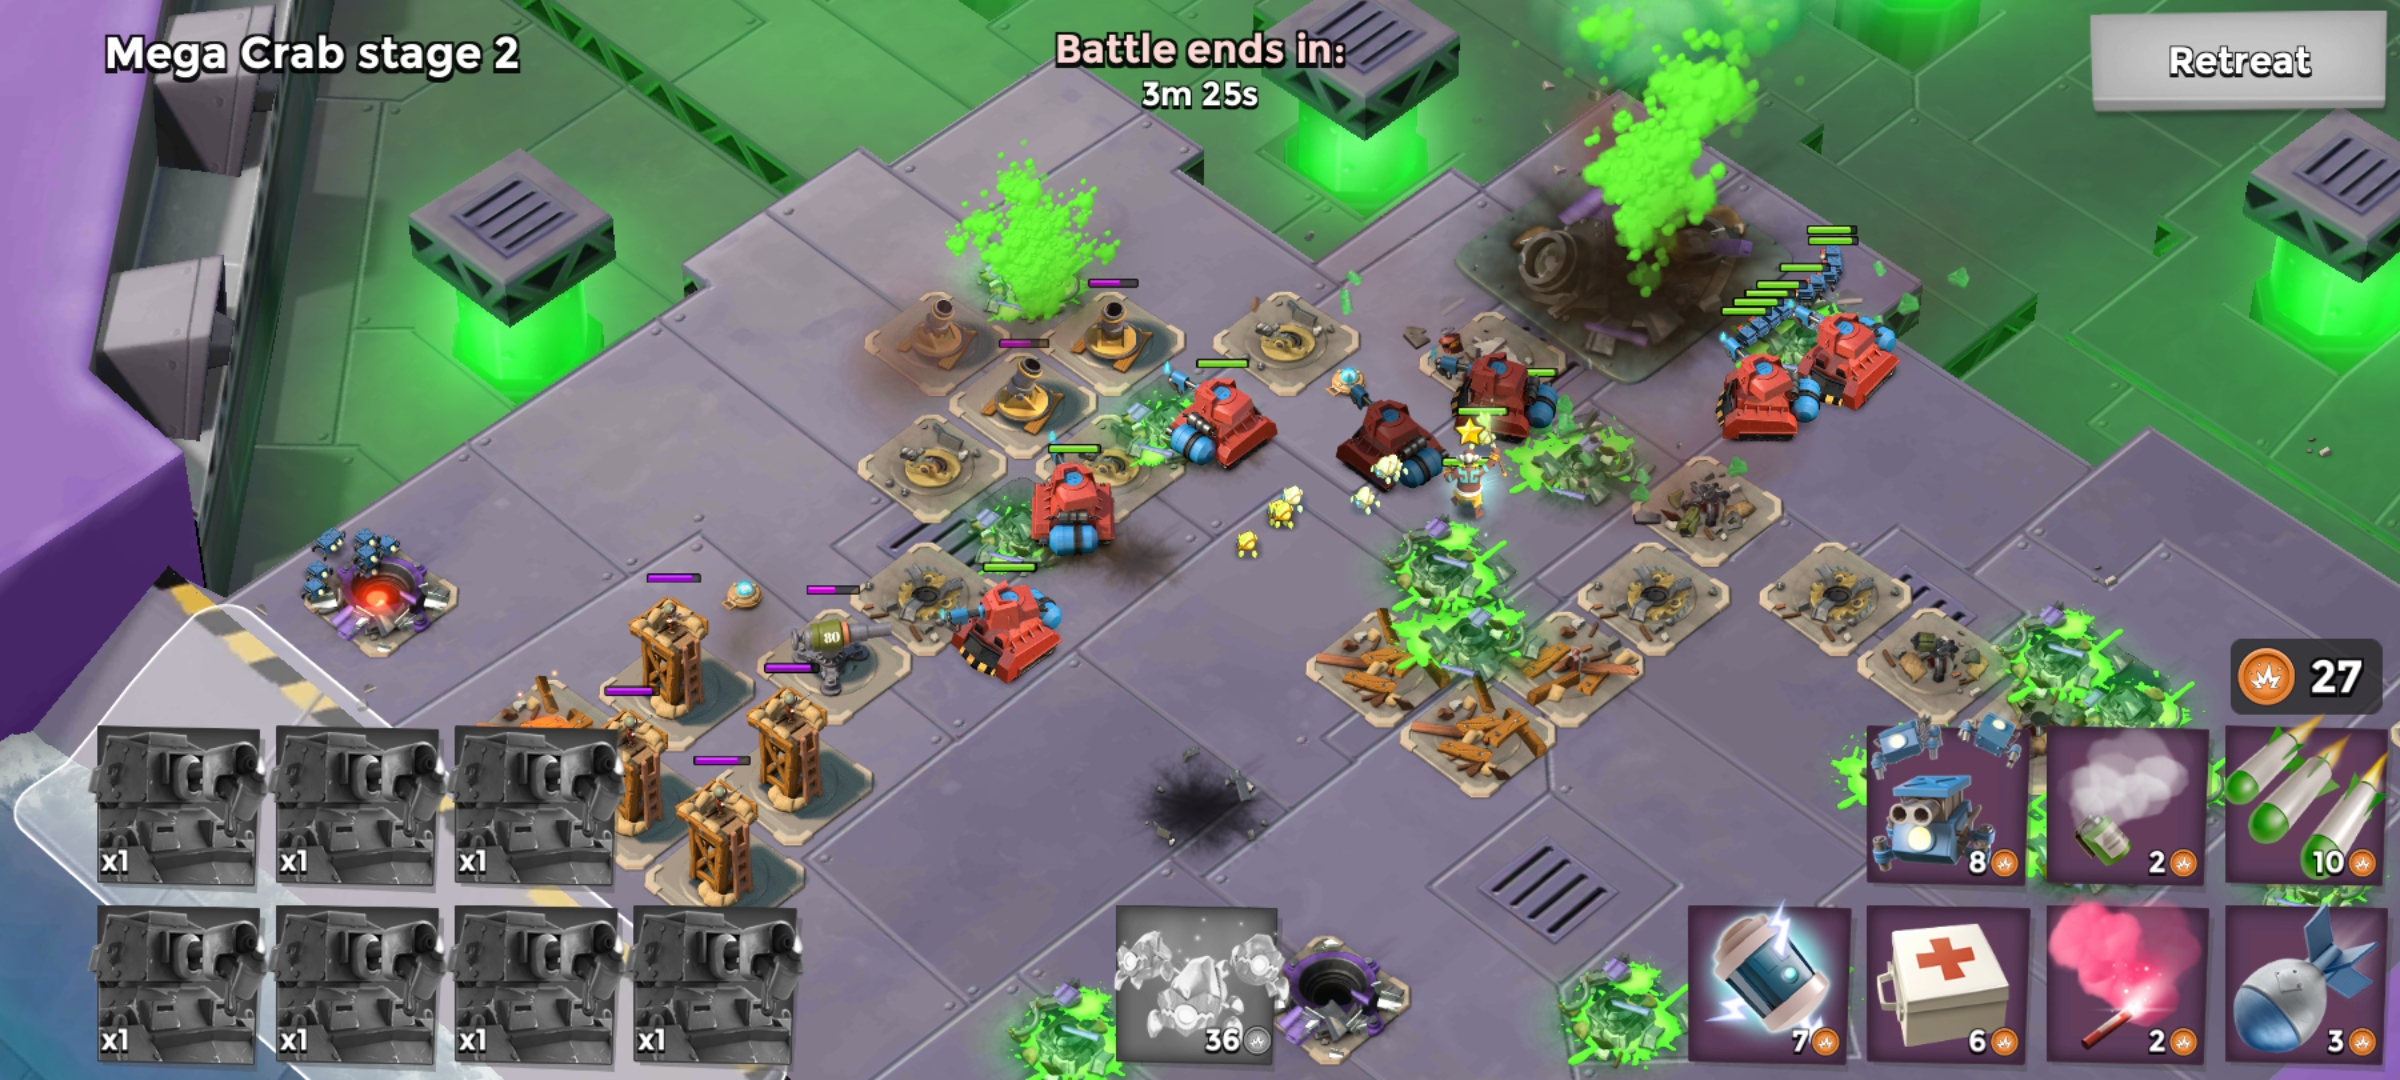 Mega Crab stage 2
Battle ends in:
3m 25s
Retreat
80
27
x1
x1
x1
8
2
10
x1
x1
x1
x1
36
7
6
2
3